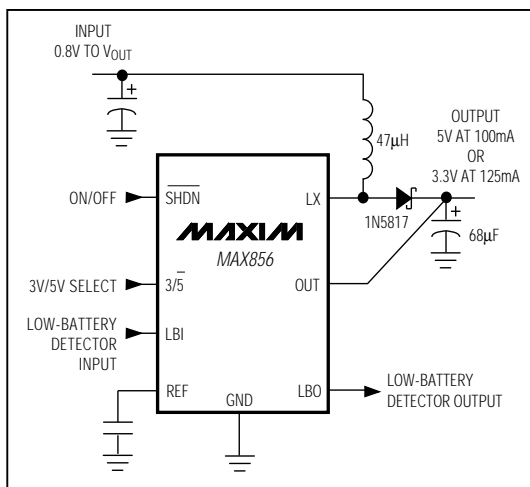 INPUT
0.8V TO VOUT
47µH
OUTPUT
5V AT 100mA
OR
3.3V AT 125mA
ON/OFF
SHDN
LX
MAXIM
MAX856
1N5817
68µF
3V/5V SELECT
3/5
OUT
LOW-BATTERY
DETECTOR
INPUT
LBI
REF
GND
LBO
LOW-BATTERY
DETECTOR OUTPUT
+
+